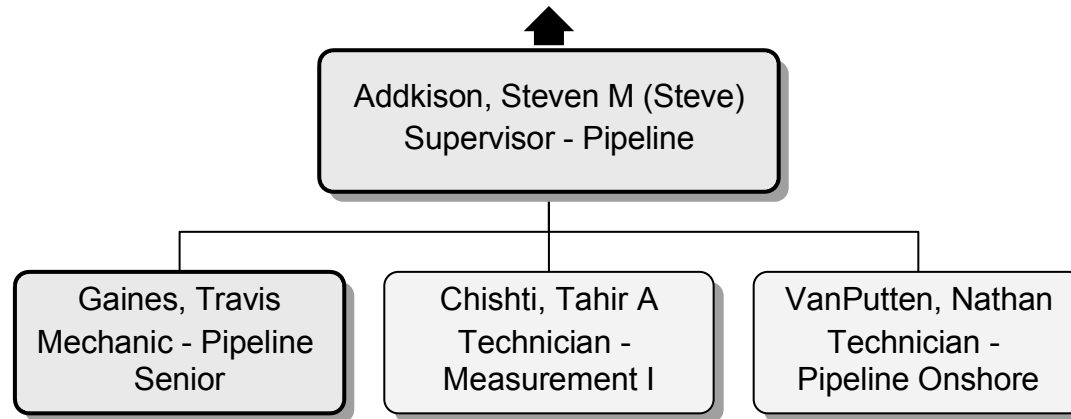 Addkison, Steven M (Steve)
Supervisor - Pipeline
Gaines, Travis
Mechanic - Pipeline
Senior
Chishti, Tahir A
Technician -
Measurement I
VanPutten, Nathan
Technician -
Pipeline Onshore